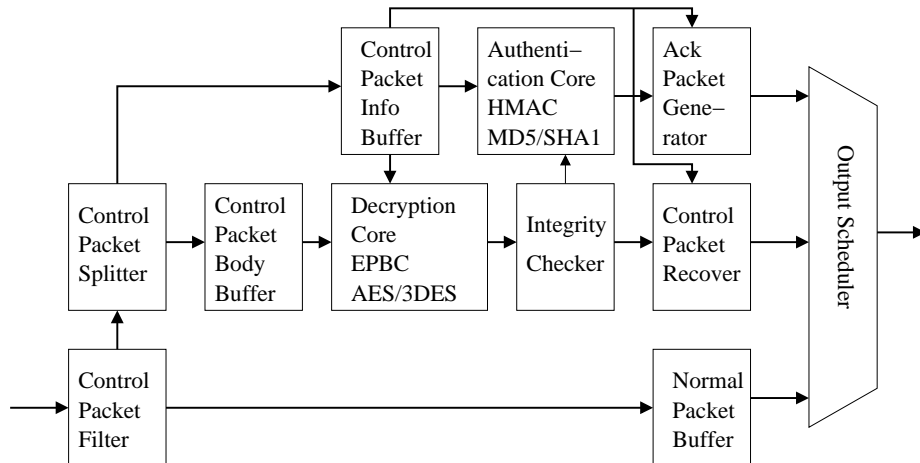 Control
Packet
Info
Buffer
Authenti–
cation Core
HMAC
MD5/SHA1
Ack
Packet
Gene–
rator
Control
Packet
Splitter
Control
Packet
Body
Buffer
Decryption
Core
EPBC
AES/3DES
Integrity
Checker
Control
Packet
Recover
Output Scheduler
Control
Packet
Filter
Normal
Packet
Buffer